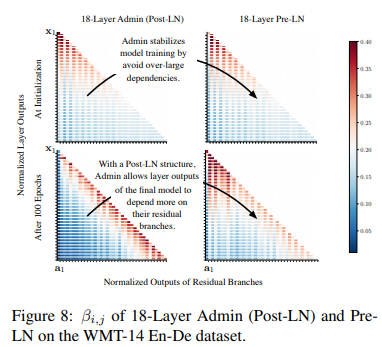 18-Layer Admin (Post-LN)
18-Layer Pre-LN
x1
Admin stabilizes
model training by
avoid over-large
dependencies.
At Initialization
0.40
0.35
0.30
0.25
0.20
0.15
0.10
0.05
Normalized Layer Outputs
x1
With a Post-LN structure,
Admin allows layer outputs
of the final model to
depend more on
their residual
branches.
After 100 Epochs
a1
a1
Normalized Outputs of Residual Branches
Figure 8: βi,j of 18-Layer Admin (Post-LN) and Pre-
LN on the WMT-14 En-De dataset.